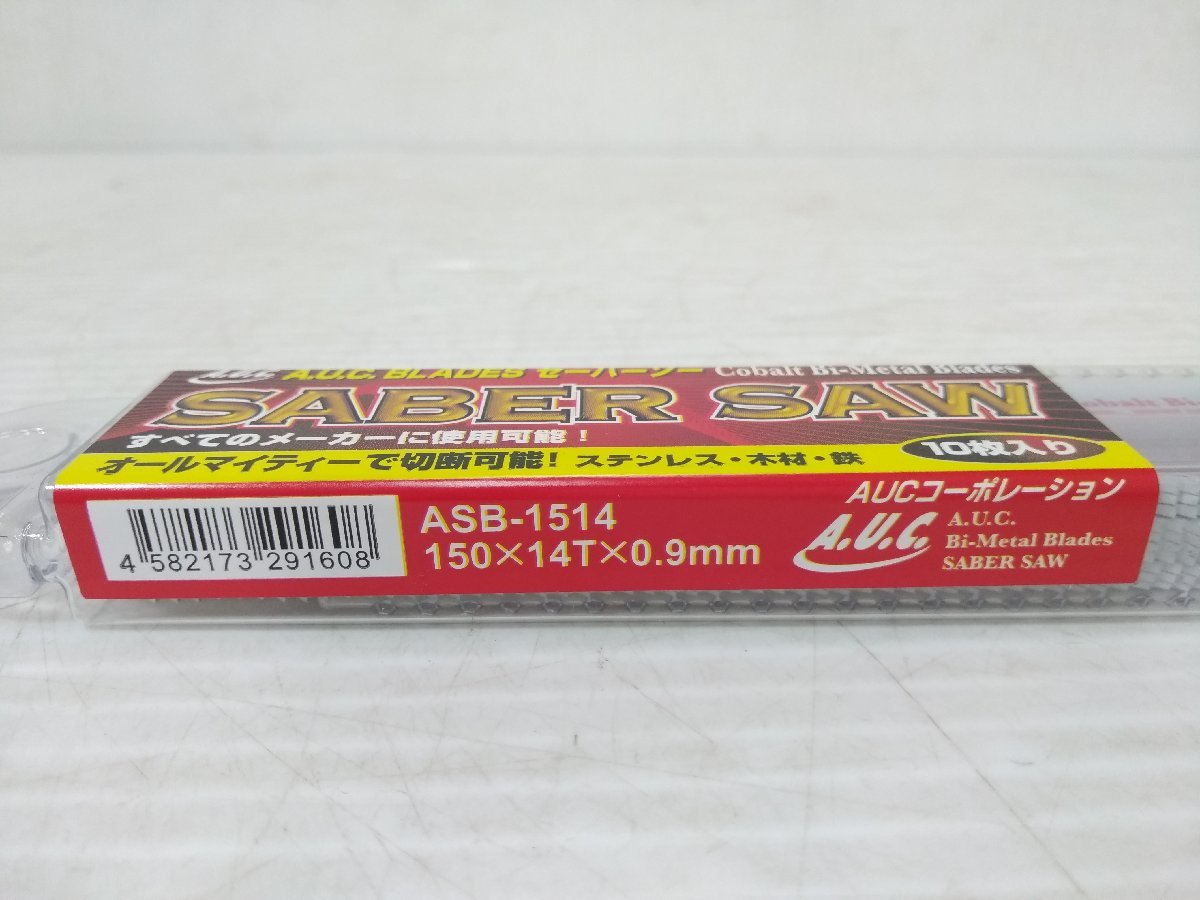 A.U.C. A.U.C. BLADES セーバーソー Cobalt Bi-Metal Blades
SABER SAW
すべてのメーカーに使用可能!
オールマイティーで切断可能! ステンレス・木材・鉄
10枚入り
4 582173 291608
ASB-1514
150×14T×0.9mm
AUCコーポレーション
A.U.C.
A.U.C.
Bi-Metal Blades
SABER SAW